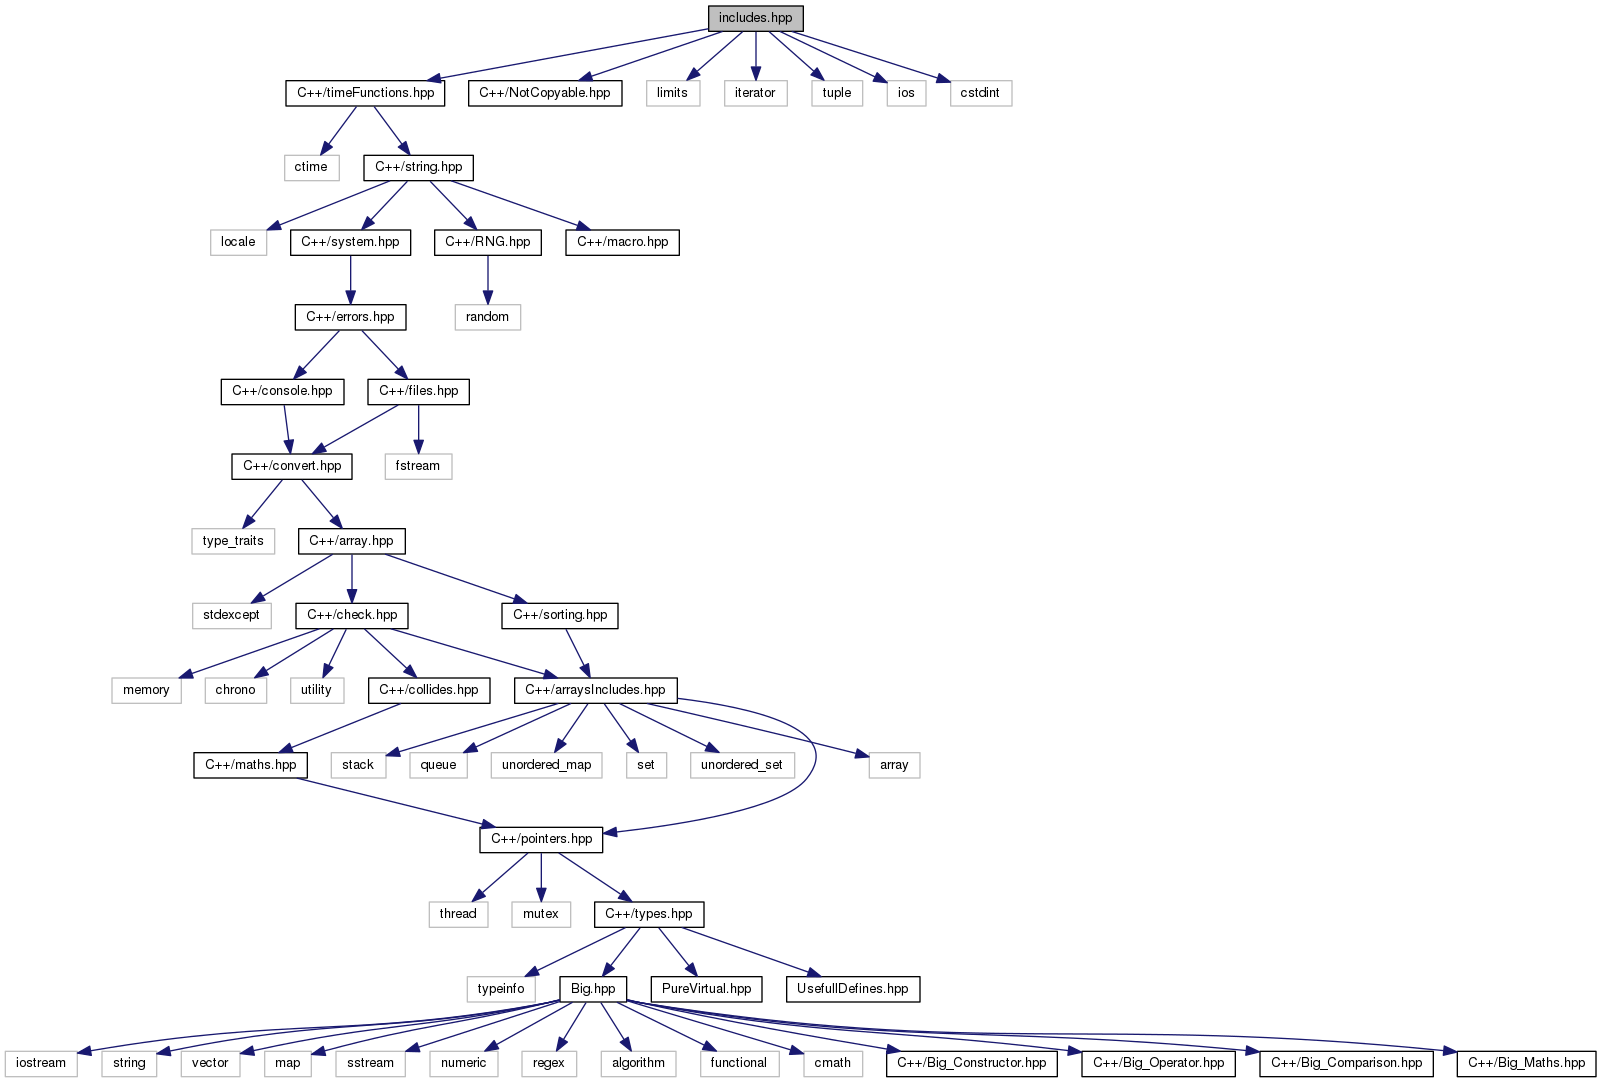 includes.hpp
C++/timeFunctions.hpp
C++/NotCopyable.hpp
limits
iterator
tuple
ios
cstdint
ctime
C++/string.hpp
locale
C++/system.hpp
C++/RNG.hpp
C++/macro.hpp
C++/errors.hpp
random
C++/console.hpp
C++/files.hpp
C++/convert.hpp
fstream
type_traits
C++/array.hpp
stdexcept
C++/check.hpp
C++/sorting.hpp
memory
chrono
utility
C++/collides.hpp
C++/arraysIncludes.hpp
C++/maths.hpp
stack
queue
unordered_map
set
unordered_set
array
C++/pointers.hpp
thread
mutex
C++/types.hpp
typeinfo
Big.hpp
PureVirtual.hpp
UsefullDefines.hpp
iostream
string
vector
map
sstream
numeric
regex
algorithm
functional
cmath
C++/Big_Constructor.hpp
C++/Big_Operator.hpp
C++/Big_Comparison.hpp
C++/Big_Maths.hpp